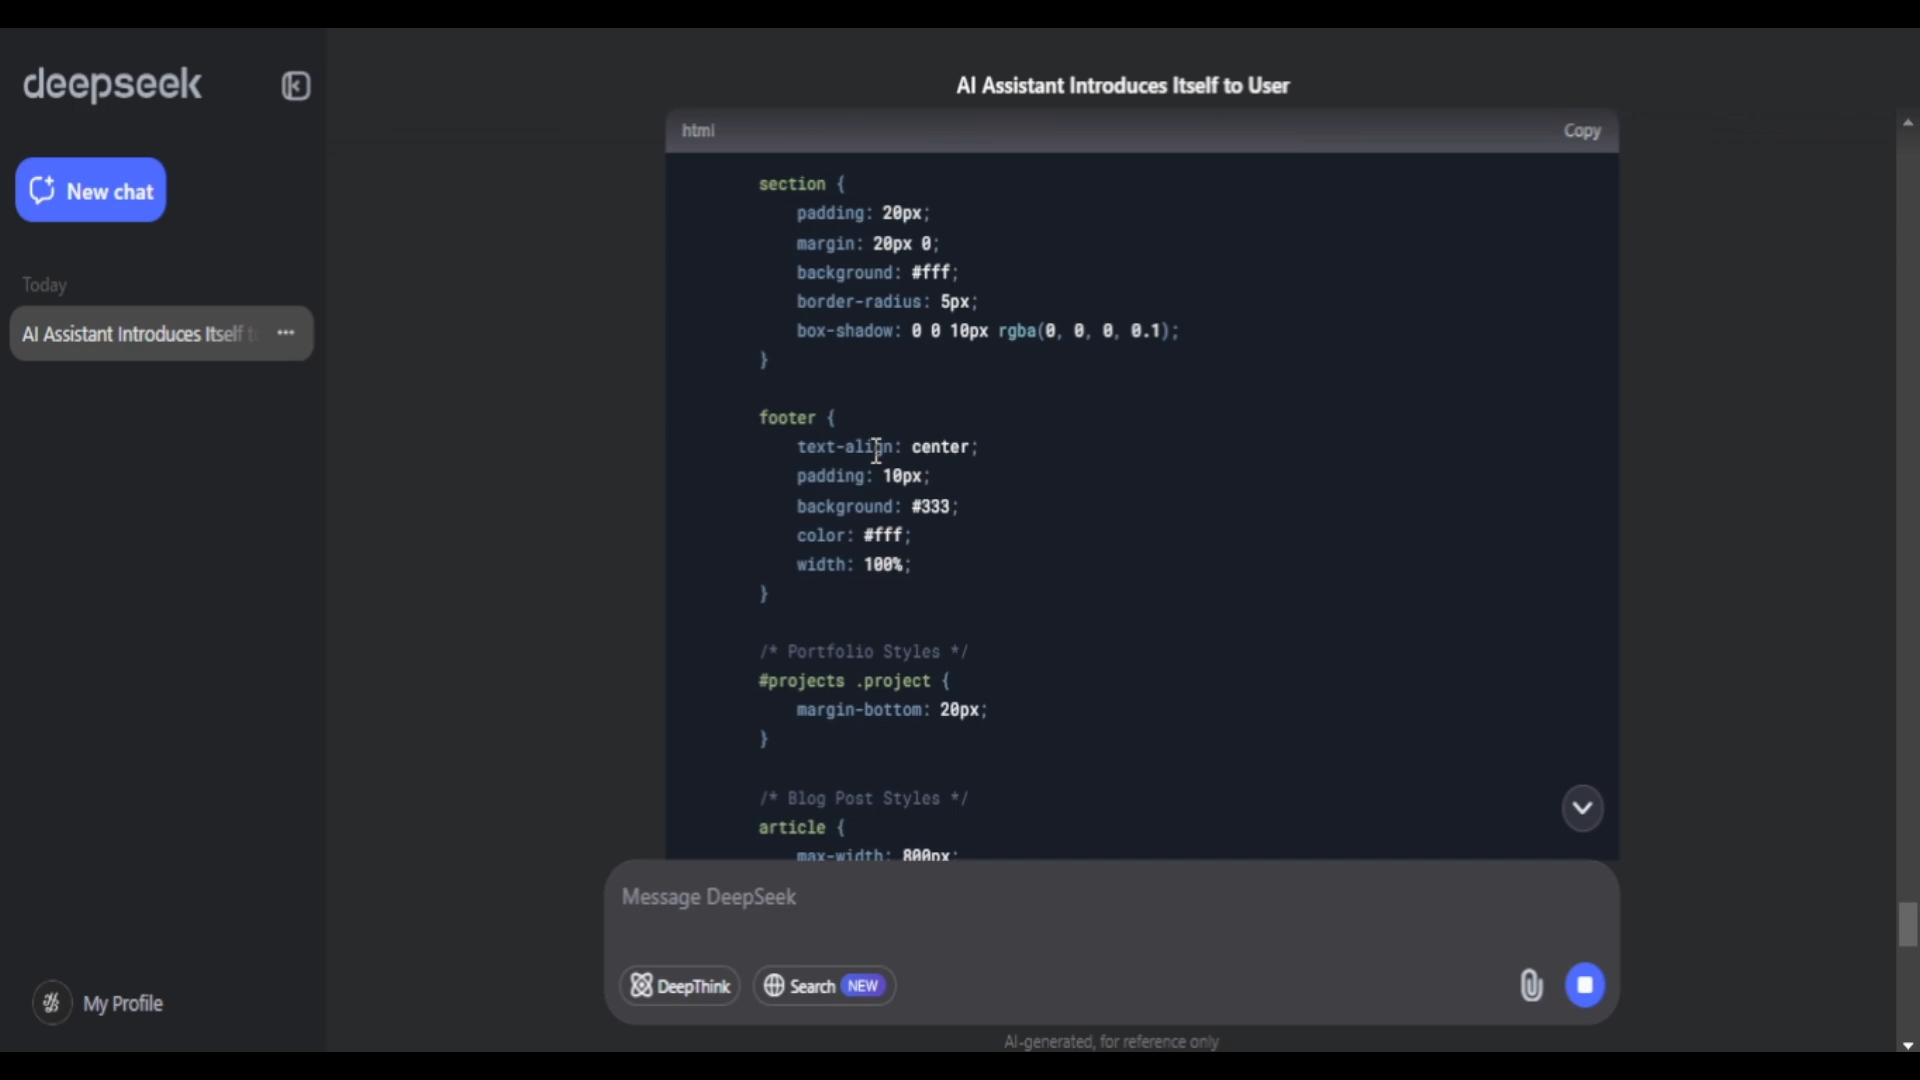 deepseek
New chat
Today
AI Assistant Introduces Itself t
My Profile
AI Assistant Introduces Itself to User
html
Copy
section {
padding: 20px;
margin: 20px 0;
background: #fff;
border-radius: 5px;
box-shadow: 0 0 10px rgba(0, 0, 0, 0.1);
}
footer {
text-align: center;
padding: 10px;
background: #333;
color: #fff;
width: 100%;
}
/* Portfolio Styles */
#projects .project {
margin-bottom: 20px;
}
/* Blog Post Styles */
article {
max-width: 800px;
Message DeepSeek
DeepThink
Search NEW
AI-generated, for reference only